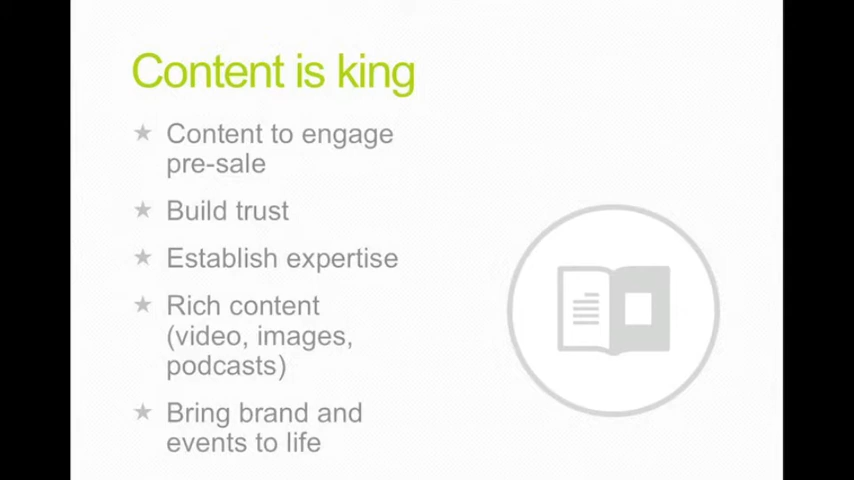 Content is king
★ Content to engage
pre-sale
★ Build trust
★ Establish expertise
★ Rich content
(video, images,
podcasts)
★ Bring brand and
events to life